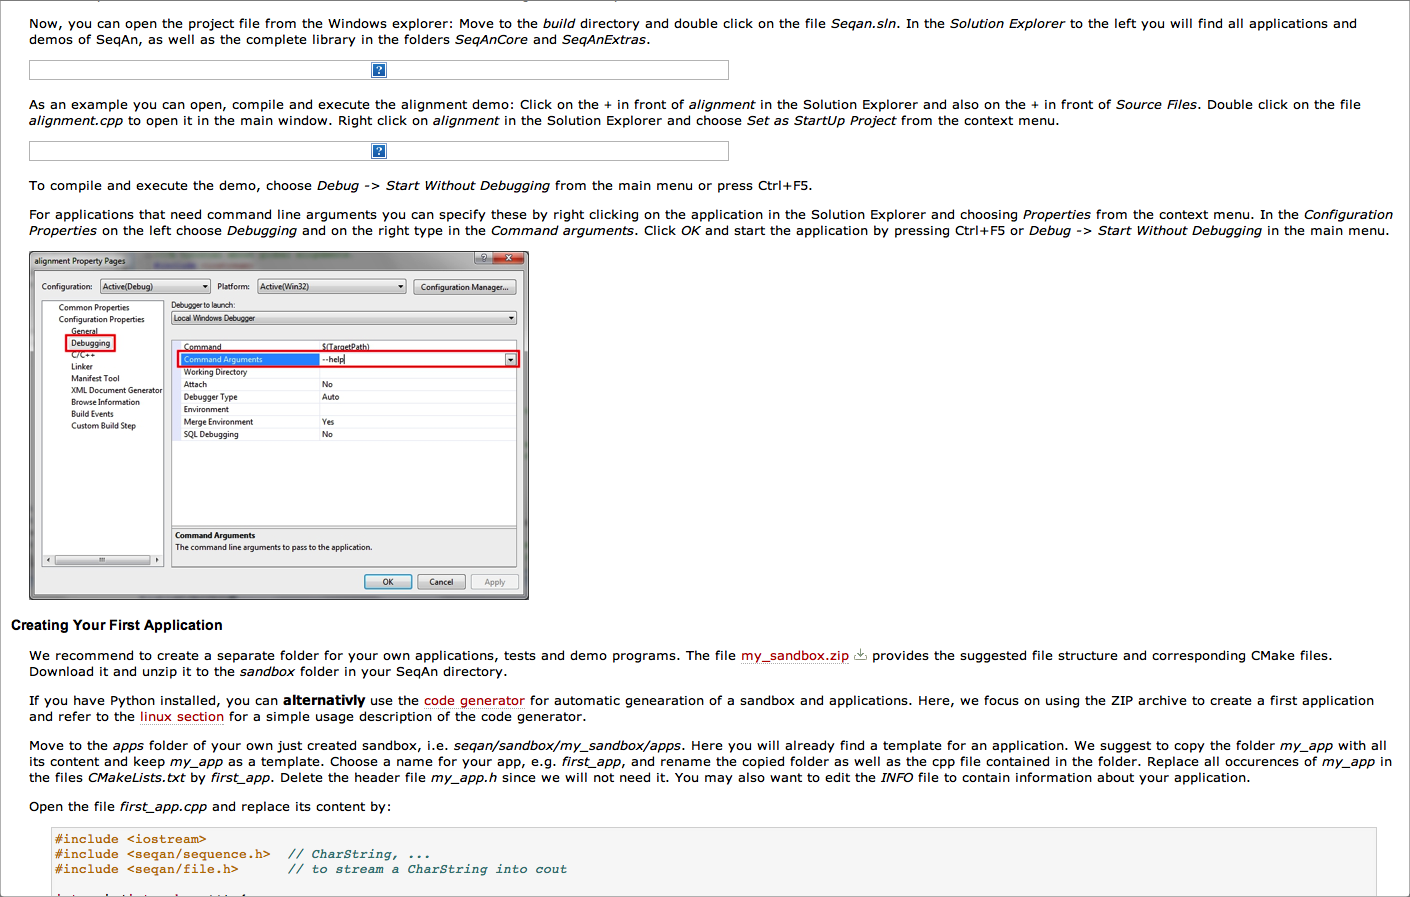 Now, you can open the project file from the Windows explorer: Move to the build directory and double click on the file Seqan.sln. In the Solution Explorer to the left you will find all applications and
demos of SeqAn, as well as the complete library in the folders SeqAnCore and SeqAnExtras.
?
As an example you can open, compile and execute the alignment demo: Click on the + in front of alignment in the Solution Explorer and also on the + in front of Source Files. Double click on the file
alignment.cpp to open it in the main window. Right click on alignment in the Solution Explorer and choose Set as StartUp Project from the context menu.
?
To compile and execute the demo, choose Debug -> Start Without Debugging from the main menu or press Ctrl+F5.
For applications that need command line arguments you can specify these by right clicking on the application in the Solution Explorer and choosing Properties from the context menu. In the Configuration
Properties on the left choose Debugging and on the right type in the Command arguments. Click OK and start the application by pressing Ctrl+F5 or Debug -> Start Without Debugging in the main menu.
alignment Property Pages
Configuration: Active(Debug) Platform: Active(Win32) Configuration Manager...
Common Properties
Configuration Properties
General
Debugging
C/C++
Linker
Manifest Tool
XML Document Generator
Browse Information
Build Events
Custom Build Step
Debugger to launch:
Local Windows Debugger
Command $(TargetPath)
Command Arguments --help
Working Directory
Attach No
Debugger Type Auto
Environment
Merge Environment Yes
SQL Debugging No
Command Arguments
The command line arguments to pass to the application.
OK Cancel Apply
Creating Your First Application
We recommend to create a separate folder for your own applications, tests and demo programs. The file my_sandbox.zip provides the suggested file structure and corresponding CMake files.
Download it and unzip it to the sandbox folder in your SeqAn directory.
If you have Python installed, you can alternativly use the code generator for automatic genearation of a sandbox and applications. Here, we focus on using the ZIP archive to create a first application
and refer to the linux section for a simple usage description of the code generator.
Move to the apps folder of your own just created sandbox, i.e. seqan/sandbox/my_sandbox/apps. Here you will already find a template for an application. We suggest to copy the folder my_app with all
its content and keep my_app as a template. Choose a name for your app, e.g. first_app, and rename the copied folder as well as the cpp file contained in the folder. Replace all occurences of my_app in
the files CMakeLists.txt by first_app. Delete the header file my_app.h since we will not need it. You may also want to edit the INFO file to contain information about your application.
Open the file first_app.cpp and replace its content by:
#include <iostream>
#include <seqan/sequence.h> // CharString, ...
#include <seqan/file.h> // to stream a CharString into cout